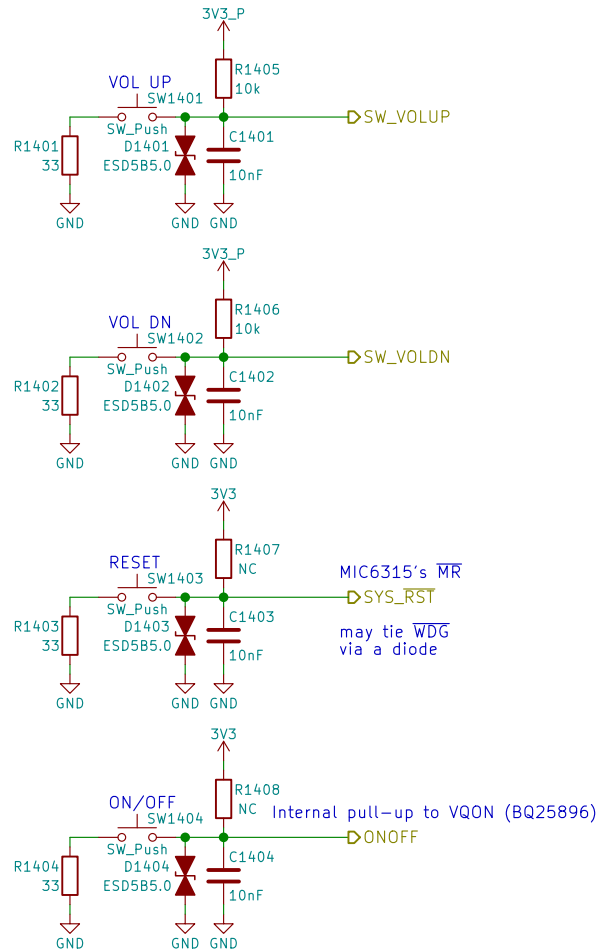 3V3_P
R1405
10k
VOL UP
SW1401
SW_Push
SW_VOLUP
R1401
33
D1401
ESD5B5.0
C1401
10nF
GND
GND
GND
3V3_P
R1406
10k
VOL DN
SW1402
SW_Push
SW_VOLDN
R1402
33
D1402
ESD5B5.0
C1402
10nF
GND
GND
GND
3V3
R1407
NC
RESET
SW1403
SW_Push
MIC6315's MR
SYS_RST
R1403
33
D1403
ESD5B5.0
C1403
10nF
may tie WDG
via a diode
GND
GND
GND
3V3
R1408
NC
ON/OFF
SW1404
SW_Push
Internal pull-up to VQON (BQ25896)
ONOFF
R1404
33
D1404
ESD5B5.0
C1404
10nF
GND
GND
GND